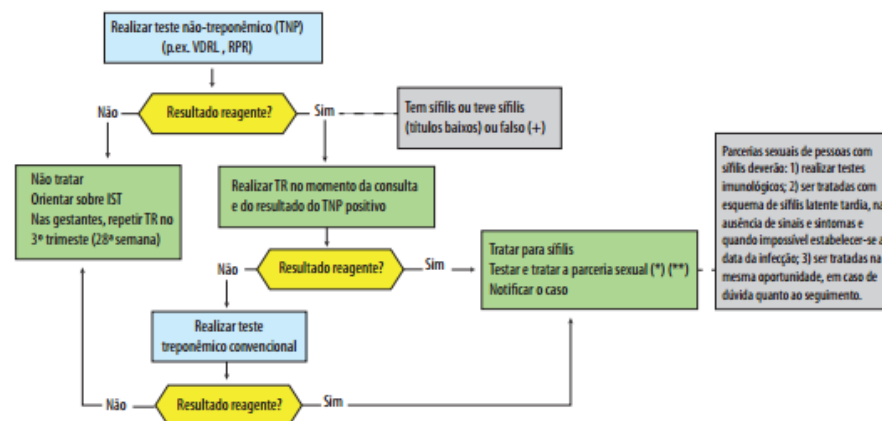 Realizar teste não-treponêmico (TNP)
(p.ex. VDRL , RPR)
Não
Resultado reagente?
Sim
Tem sífilis ou teve sífilis
(títulos baixos) ou falso (+)
Não tratar
Orientar sobre IST
Nas gestantes, repetir TR no
3º trimestre (28ª semana)
Realizar TR no momento da consulta
e do resultado do TNP positivo
Parcerias sexuais de pessoas com
sífilis deverão: 1) realizar testes
imunológicos; 2) ser tratadas com
esquema de sífilis latente tardia, na
ausência de sinais e sintomas e
quando impossível estabelecer-se a
data da infecção; 3) ser tratadas na
mesma oportunidade, em caso de
dúvida quanto ao seguimento.
Não
Resultado reagente?
Sim
Tratar para sífilis
Testar e tratar a parceria sexual (*) (**)
Notificar o caso
Realizar teste
treponêmico convencional
Não
Resultado reagente?
Sim